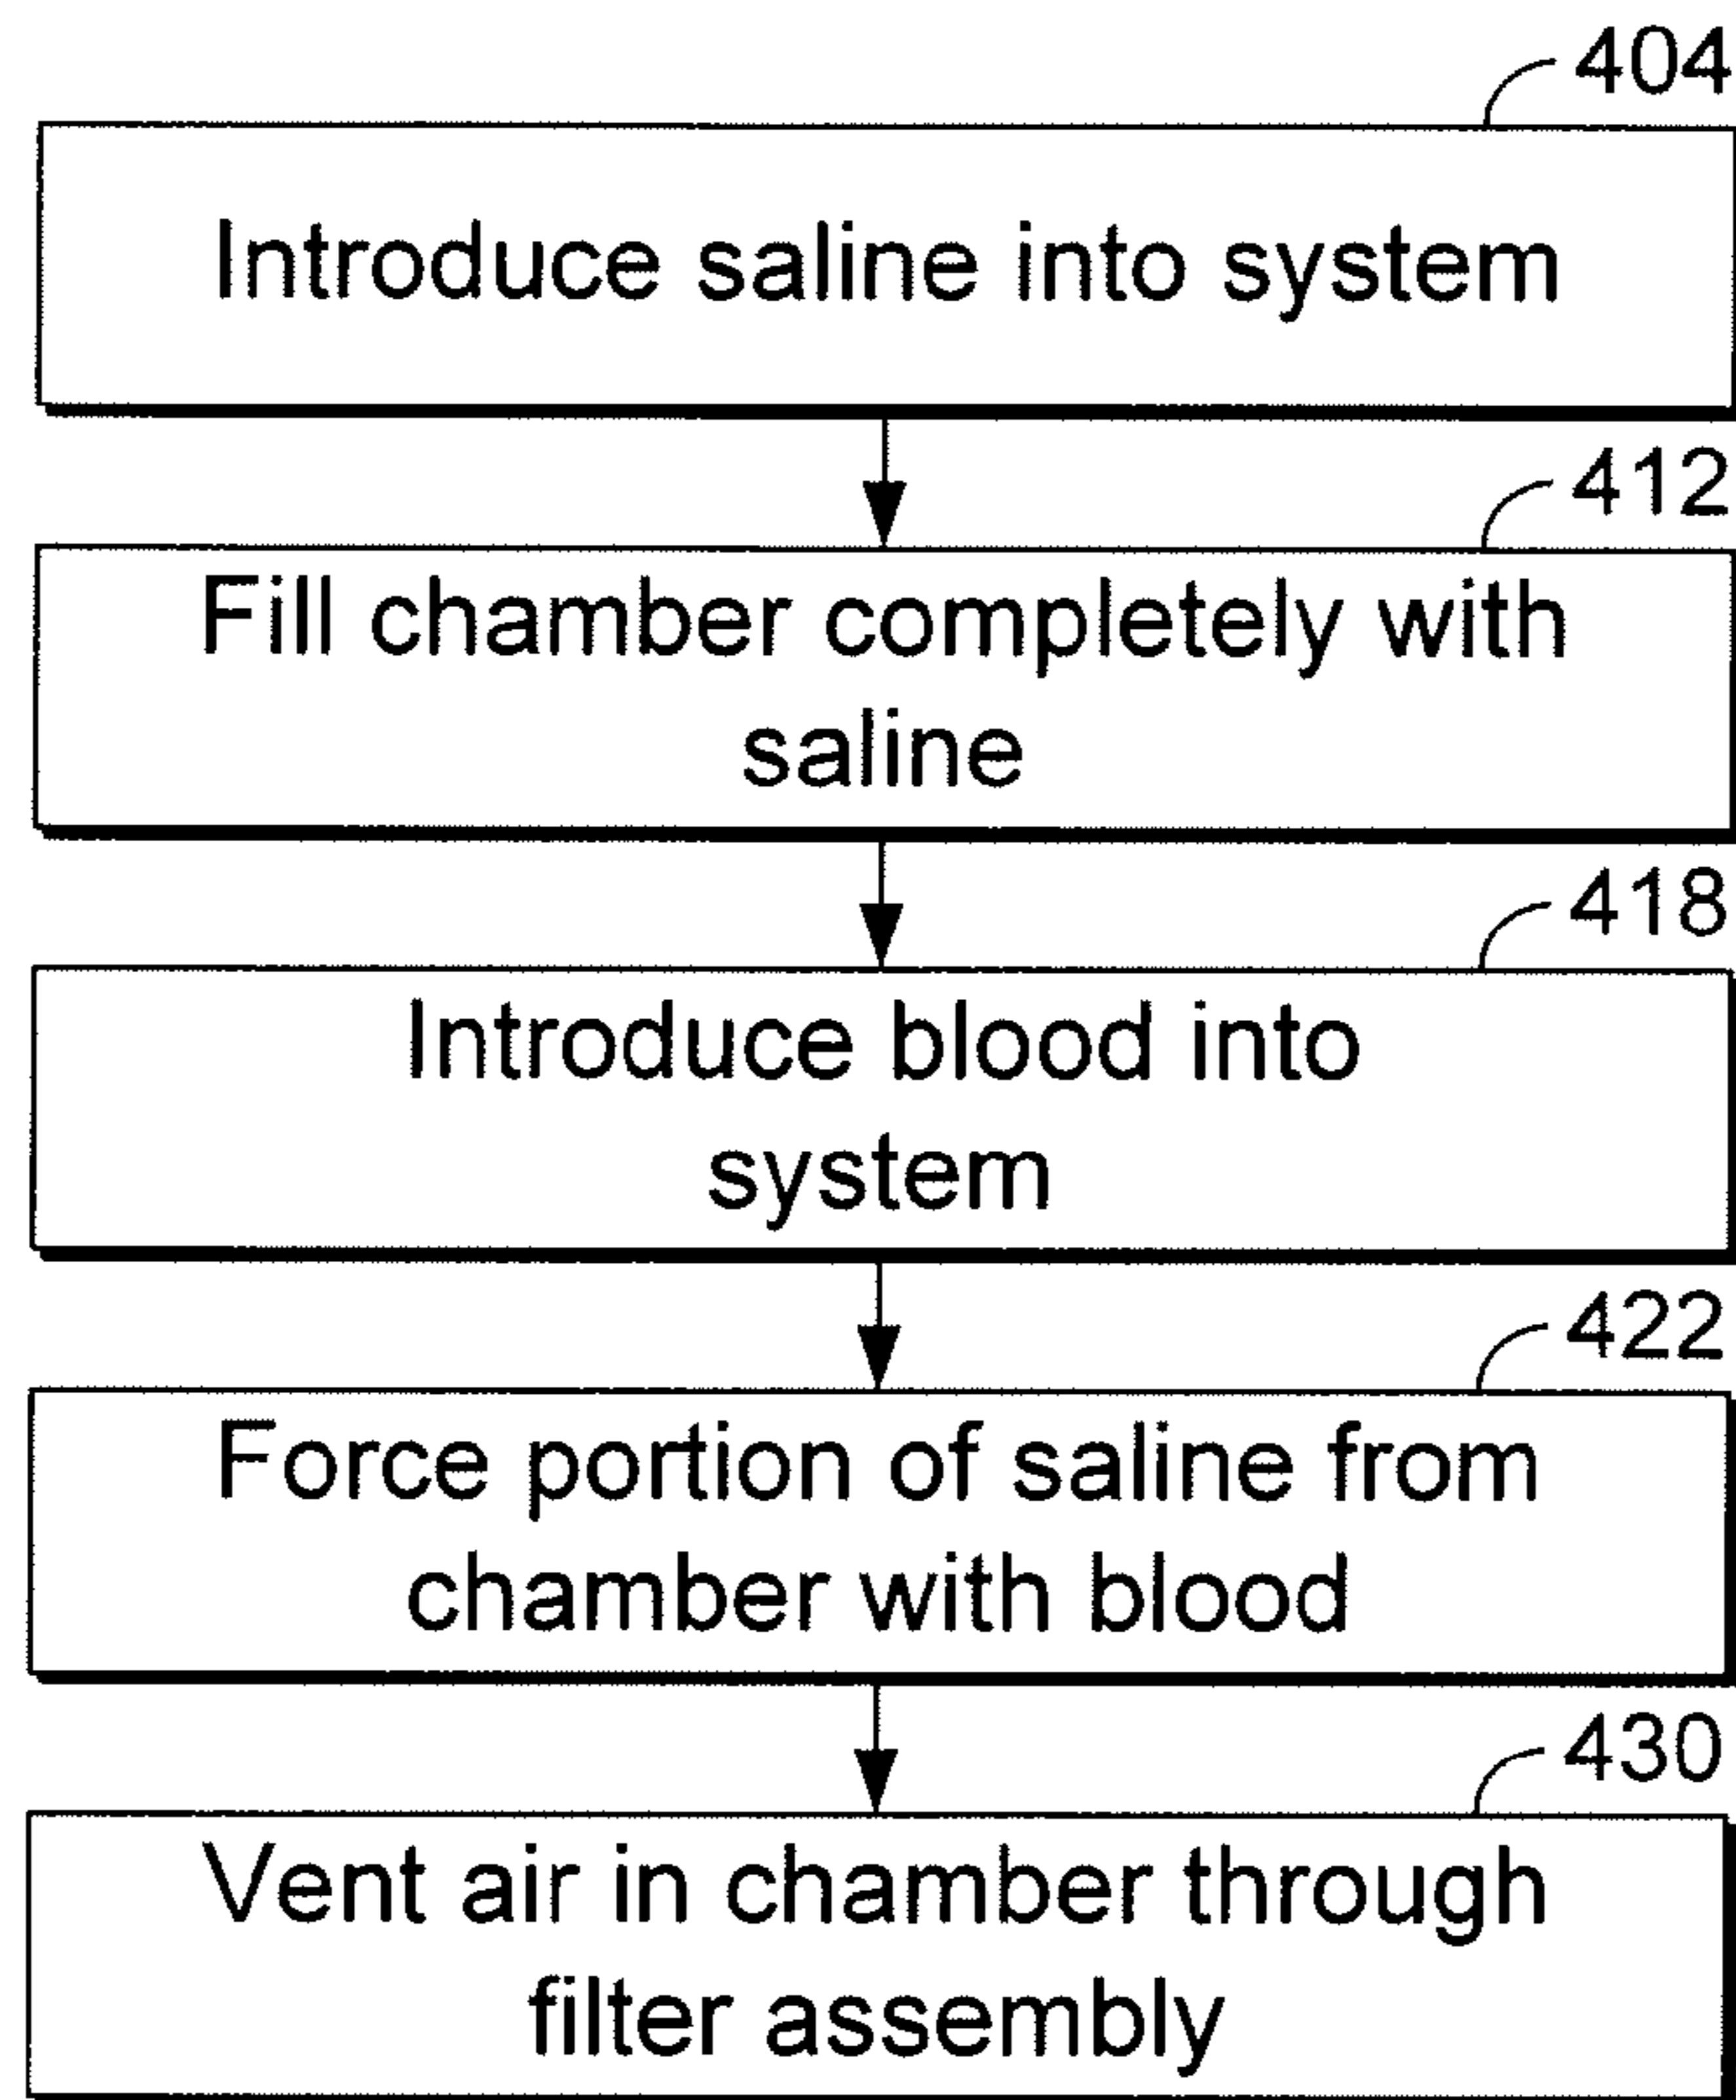 404
Introduce saline into system
412
Fill chamber completely with
saline
418
Introduce blood into
system
422
Force portion of saline from
chamber with blood
430
Vent air in chamber through
filter assembly